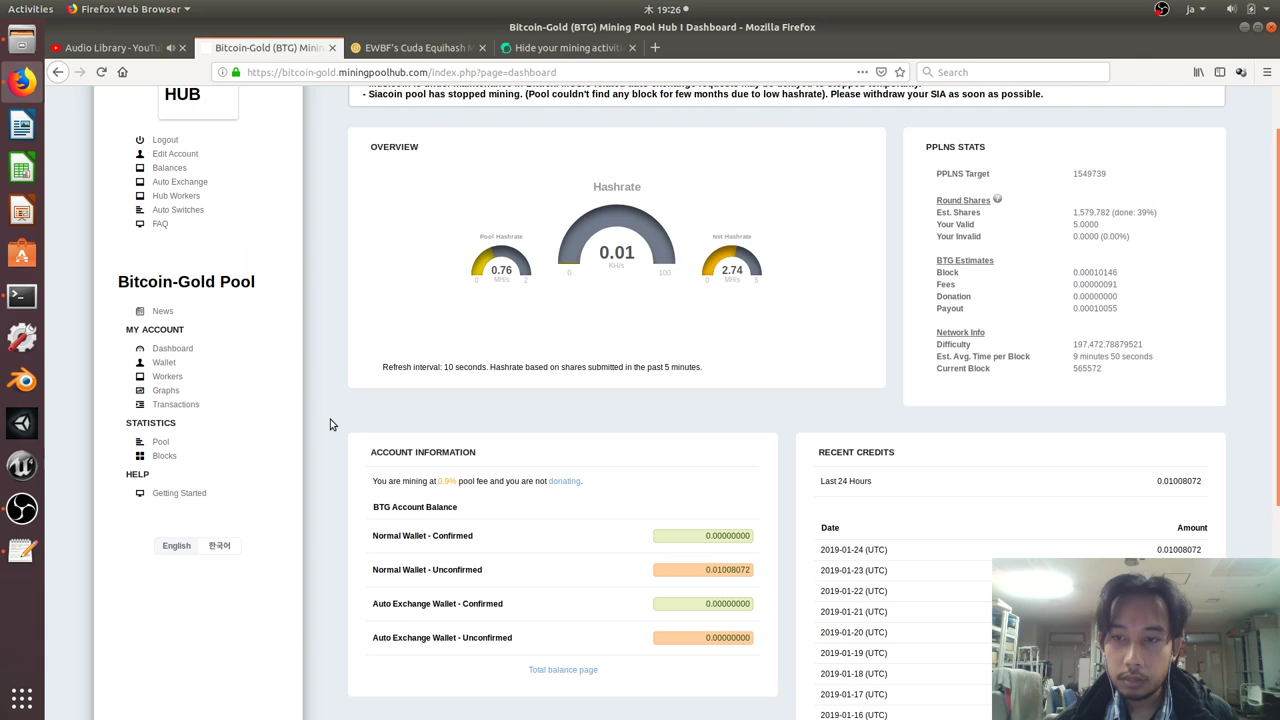 Activities
Firefox Web Browser
木 1926
Bitcoin-Gold (BTG) Mining Pool Hub I Dashboard - Mozilla Firefox
Audio Library - YouTu
Bitcoin-Gold (BTG) Minin
EWBF's Cuda Equihash M
Hide your mining activiti
https://bitcoin-gold.miningpoolhub.com/index.php?page=dashboard
Search
- Siacoin pool has stopped mining. (Pool couldn't find any block for few months due to low hashrate). Please withdraw your SIA as soon as possible.
HUB
Logout
Edit Account
Balances
Auto Exchange
Hub Workers
Auto Switches
FAQ
Bitcoin-Gold Pool
News
MY ACCOUNT
Dashboard
Wallet
Workers
Graphs
Transactions
STATISTICS
Pool
Blocks
HELP
Getting Started
English
한국어
OVERVIEW
Hashrate
Pool Hashrate
0.76
MH/s
0
2
0.01
KH/s
0
100
Net Hashrate
2.74
MH/s
0
5
Refresh interval: 10 seconds. Hashrate based on shares submitted in the past 5 minutes.
PPLNS STATS
PPLNS Target 1549739
Round Shares
Est. Shares 1,579,782 (done: 39%)
Your Valid 5.0000
Your Invalid 0.0000 (0.00%)
BTG Estimates
Block 0.00010146
Fees 0.00000091
Donation 0.00000000
Payout 0.00010055
Network Info
Difficulty 197,472.78879521
Est. Avg. Time per Block 9 minutes 50 seconds
Current Block 565572
ACCOUNT INFORMATION
You are mining at 0.9% pool fee and you are not donating.
BTG Account Balance
Normal Wallet - Confirmed 0.00000000
Normal Wallet - Unconfirmed 0.01008072
Auto Exchange Wallet - Confirmed 0.00000000
Auto Exchange Wallet - Unconfirmed 0.00000000
Total balance page
RECENT CREDITS
Last 24 Hours 0.01008072
Date Amount
2019-01-24 (UTC) 0.01008072
2019-01-23 (UTC)
2019-01-22 (UTC)
2019-01-21 (UTC)
2019-01-20 (UTC)
2019-01-19 (UTC)
2019-01-18 (UTC)
2019-01-17 (UTC)
2019-01-16 (UTC)